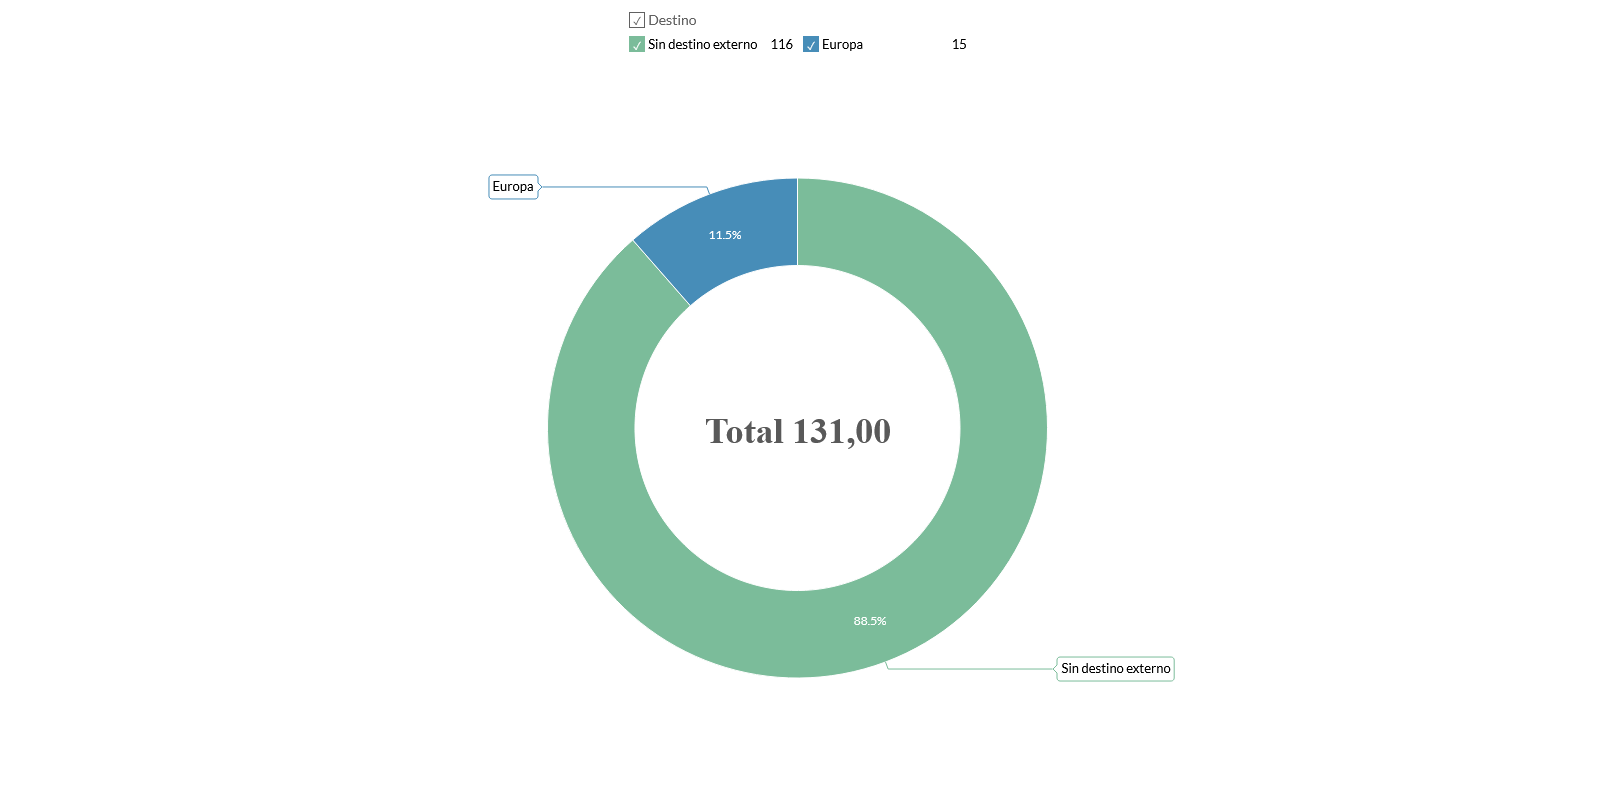 Destino
Sin destino externo 116 Europa 15
Europa
11.5%
Total 131,00
88.5%
Sin destino externo